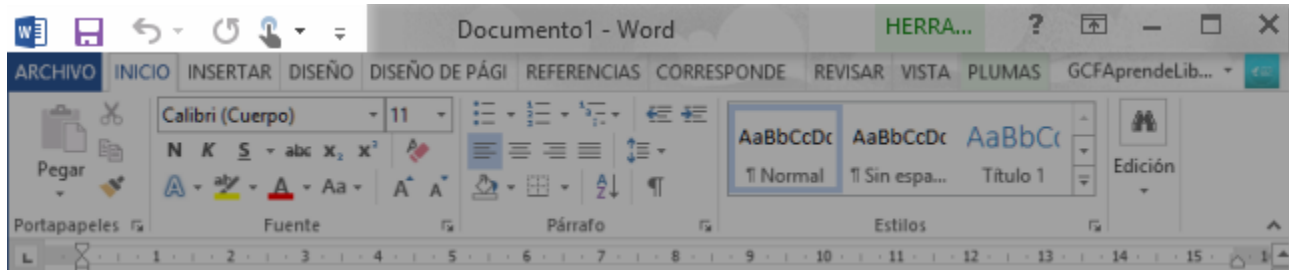 Documento1 - Word HERRA... ?
ARCHIVO INICIO INSERTAR DISEÑO DISEÑO DE PÁGI REFERENCIAS CORRESPONDE REVISAR VISTA PLUMAS GCFAprendeLib...
Calibri (Cuerpo) 11
N K S abc X₂ X²
Pegar
A aby A Aa A A
A Z
AaBbCcDc AaBbCcDc AaBbC(
¶ Normal ¶ Sin espa... Título 1
Edición
Portapapeles Fuente Párrafo Estilos
L 1 2 3 4 5 6 7 8 9 10 11 12 13 14 15